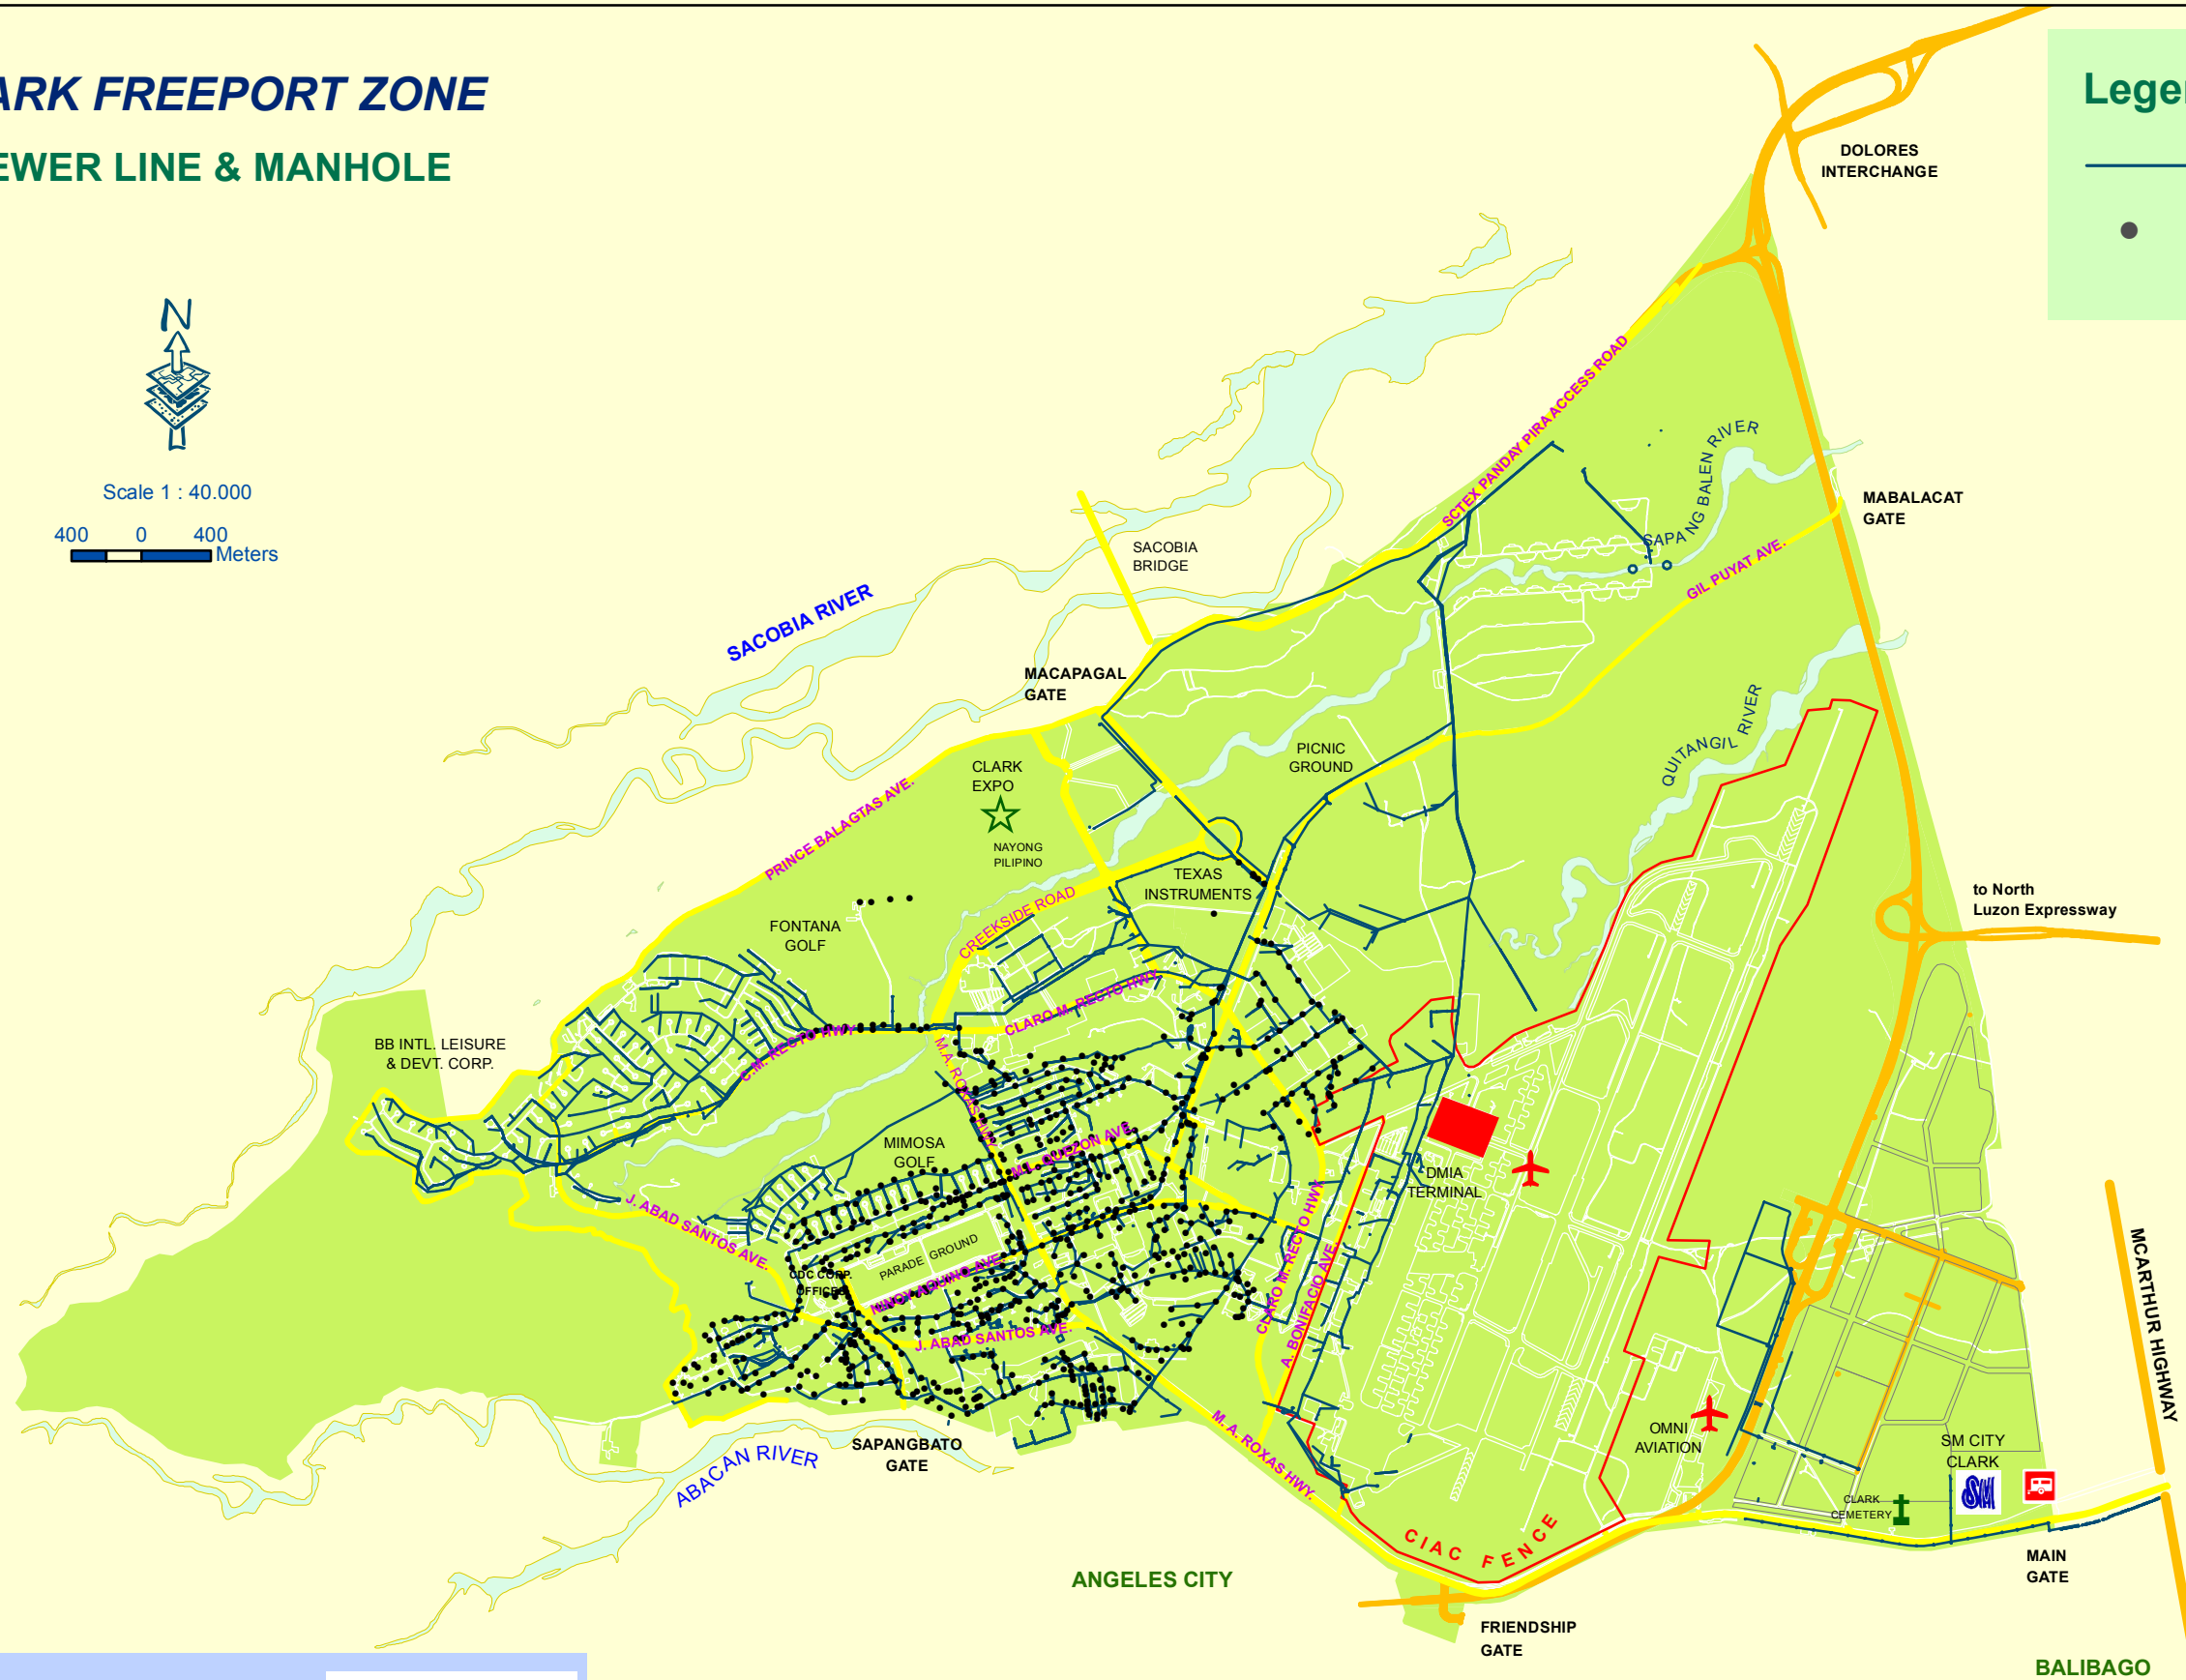 ARK FREEPORT ZONE
EWER LINE & MANHOLE
Legen
N
Scale 1 : 40.000
400 0 400
Meters
DOLORES
INTERCHANGE
SCTEX PANDAY PIRA ACCESS ROAD
SAPANG BALEN RIVER
MABALACAT
GATE
GIL PUYAT AVE.
SACOBIA
BRIDGE
SACOBIA RIVER
MACAPAGAL
GATE
QUITANGIL RIVER
PICNIC
GROUND
CLARK
EXPO
PRINCE BALAGTAS AVE.
NAYONG
PILIPINO
TEXAS
INSTRUMENTS
CREEKSIDE ROAD
to North
Luzon Expressway
FONTANA
GOLF
CLARO M. RECTO HWY.
C.M. RECTO HWY
BB INTL. LEISURE
& DEVT. CORP.
M.A. ROXAS HWY.
MIMOSA
GOLF
M.L. QUEZON AVE.
DMIA
TERMINAL
J. ABAD SANTOS AVE.
PARADE GROUND
CDC CORP.
OFFICES
NINOY AQUINO AVE.
CLARO M. RECTO HWY.
A. BONIFACIO AVE.
J. ABAD SANTOS AVE.
MCARTHUR HIGHWAY
M. A. ROXAS HWY.
OMNI
AVIATION
SM CITY
CLARK
SM
SAPANGBATO
GATE
ABACAN RIVER
CLARK
CEMETERY
CIAC FENCE
MAIN
GATE
ANGELES CITY
FRIENDSHIP
GATE
BALIBAGO